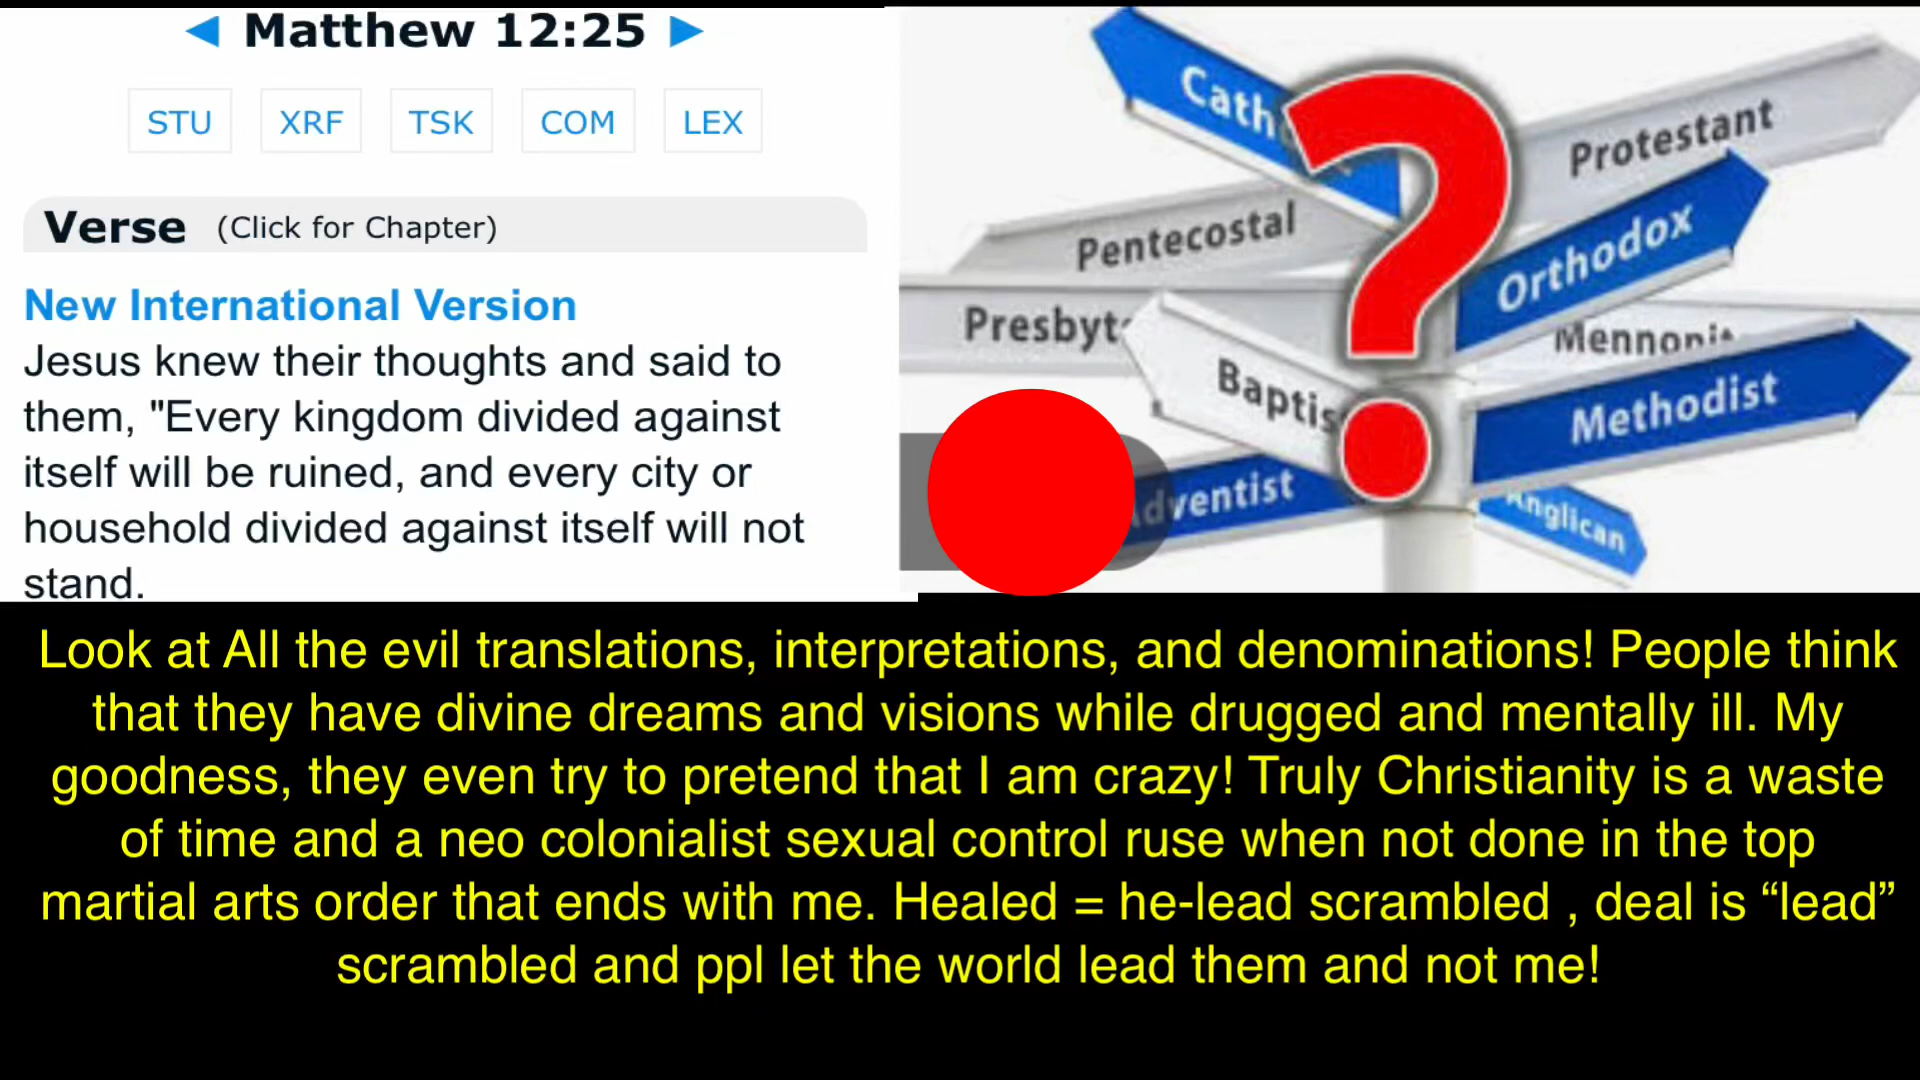 Matthew 12:25
STU XRF TSK COM LEX
Verse (Click for Chapter)
New International Version
Jesus knew their thoughts and said to
them, "Every kingdom divided against
itself will be ruined, and every city or
household divided against itself will not
stand.
Protestant
Pentecostal
Orthodox
Methodist
Anglican
Look at All the evil translations, interpretations, and denominations! People think
that they have divine dreams and visions while drugged and mentally ill. My
goodness, they even try to pretend that I am crazy! Truly Christianity is a waste
of time and a neo colonialist sexual control ruse when not done in the top
martial arts order that ends with me. Healed = he-lead scrambled , deal is “lead”
scrambled and ppl let the world lead them and not me!